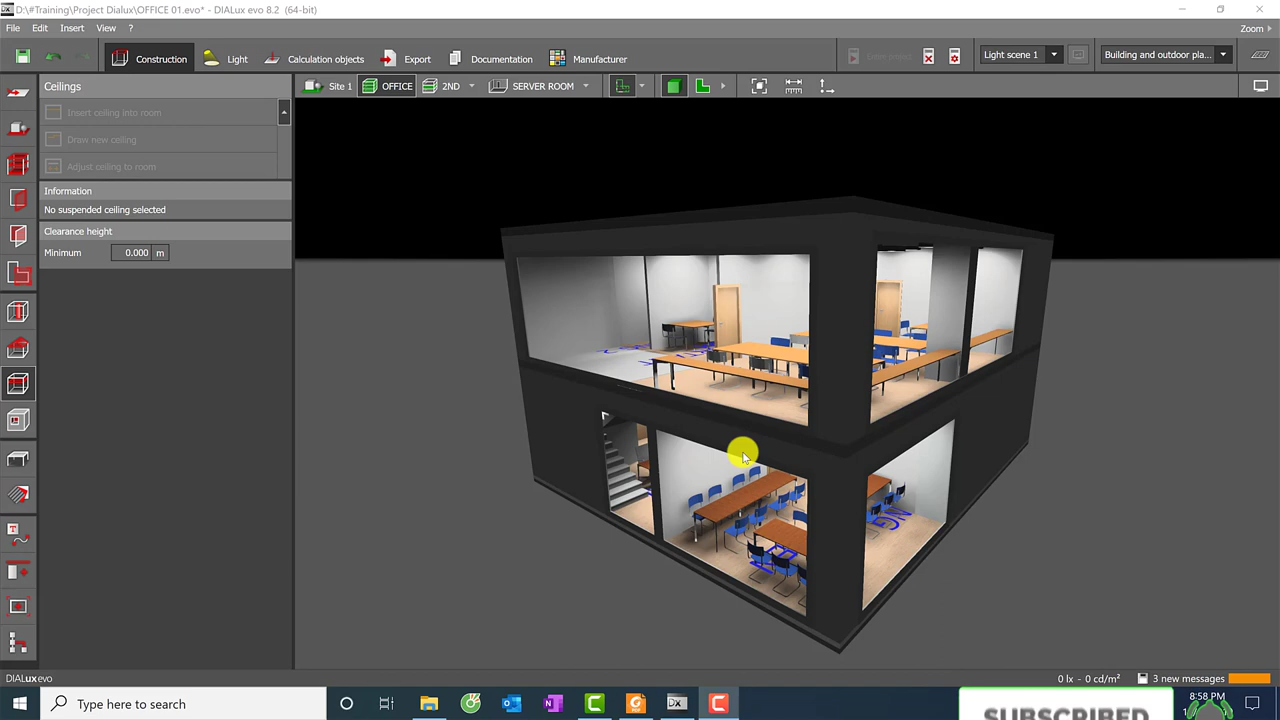 D:\#Training\Project Dialux\OFFICE 01.evo* - DIALux evo 8.2 (64-bit)
File Edit Insert View ?
Zoom
Construction Light Calculation objects Export Documentation Manufacturer
Light scene 1
Building and outdoor pla...
Ceilings
Site 1 OFFICE 2ND SERVER ROOM
Insert ceiling into room
Draw new ceiling
Adjust ceiling to room
Information
No suspended ceiling selected
Clearance height
Minimum 0.000 m
DIALux evo
0 lx - 0 cd/m²
3 new messages
Type here to search
8:58 PM
SUBSCRIBED